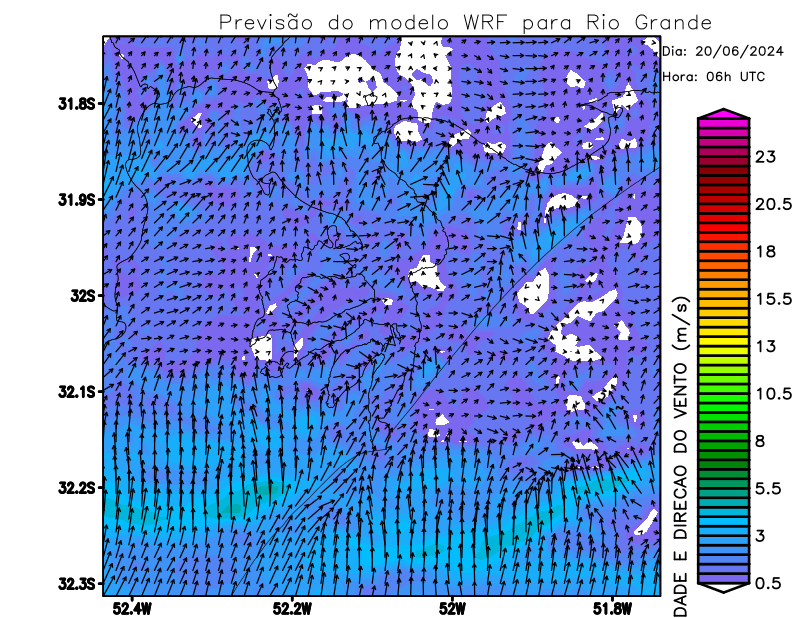 Previsão do modelo WRF para Rio Grande
Dia: 20/06/2024
Hora: 06h UTC
31.8S
31.9S
32S
32.1S
32.2S
32.3S
52.4W
52.2W
52W
51.8W
23
20.5
18
15.5
13
10.5
8
5.5
3
0.5
DADE E DIRECAO DO VENTO (m/s)